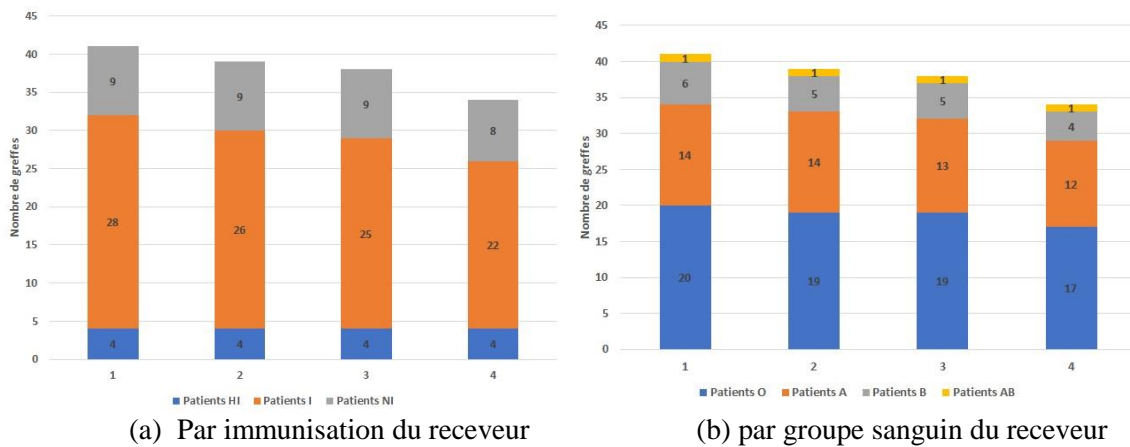 45
40
35
30
25
20
15
10
5
0
Nombre de greffes
9 9 9 8
28 26 25 22
4 4 4 4
1 2 3 4
Patients HI Patients I Patients NI
(a) Par immunisation du receveur
45
40
35
30
25
20
15
10
5
0
Nombre de greffes
1 1 1 1
6 5 5 4
14 14 13 12
20 19 19 17
1 2 3 4
Patients O Patients A Patients B Patients AB
(b) par groupe sanguin du receveur